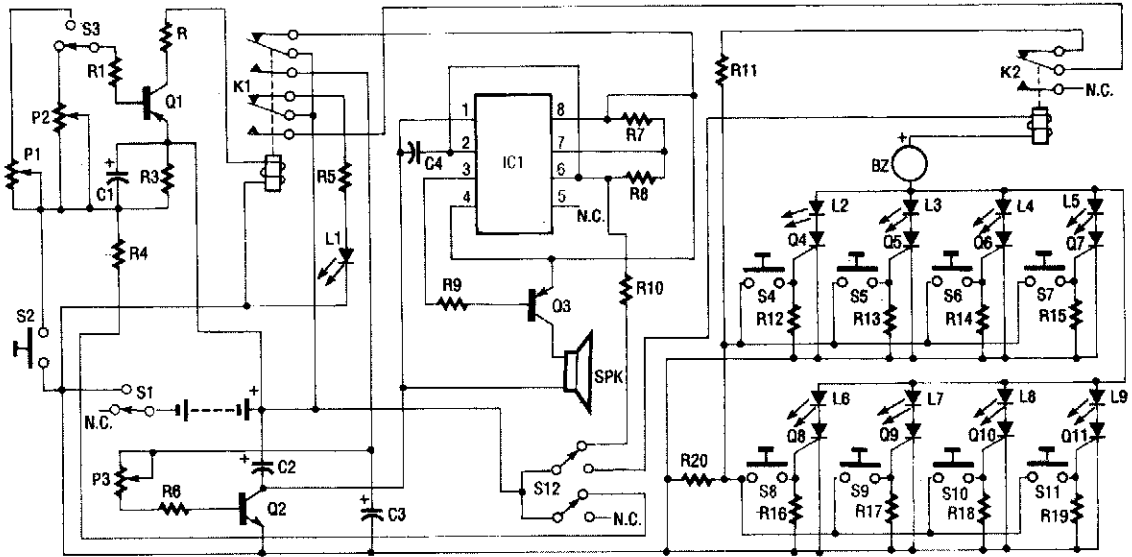 S3
R
R1
Q1
P2
P1
C1
R3
R4
K1
R5
L1
S2
S1
N.C.
P3
R6
C2
Q2
C3
C4
1
2
3
4
IC1
8
7
6
5
N.C.
R7
R8
R9
Q3
R10
SPK
S12
N.C.
R11
K2
N.C.
BZ
L2
L3
L4
L5
Q4
Q5
Q6
Q7
S4
S5
S6
S7
R12
R13
R14
R15
L6
L7
L8
L9
Q8
Q9
Q10
Q11
R20
S8
S9
S10
S11
R16
R17
R18
R19